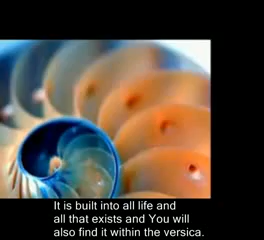 It is built into all life and
all that exists and You will
also find it within the versica.